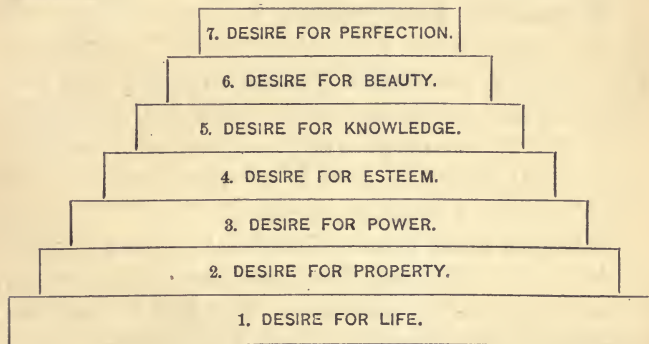 7. DESIRE FOR PERFECTION.
6. DESIRE FOR BEAUTY.
5. DESIRE FOR KNOWLEDGE.
4. DESIRE FOR ESTEEM.
3. DESIRE FOR POWER.
2. DESIRE FOR PROPERTY.
1. DESIRE FOR LIFE.